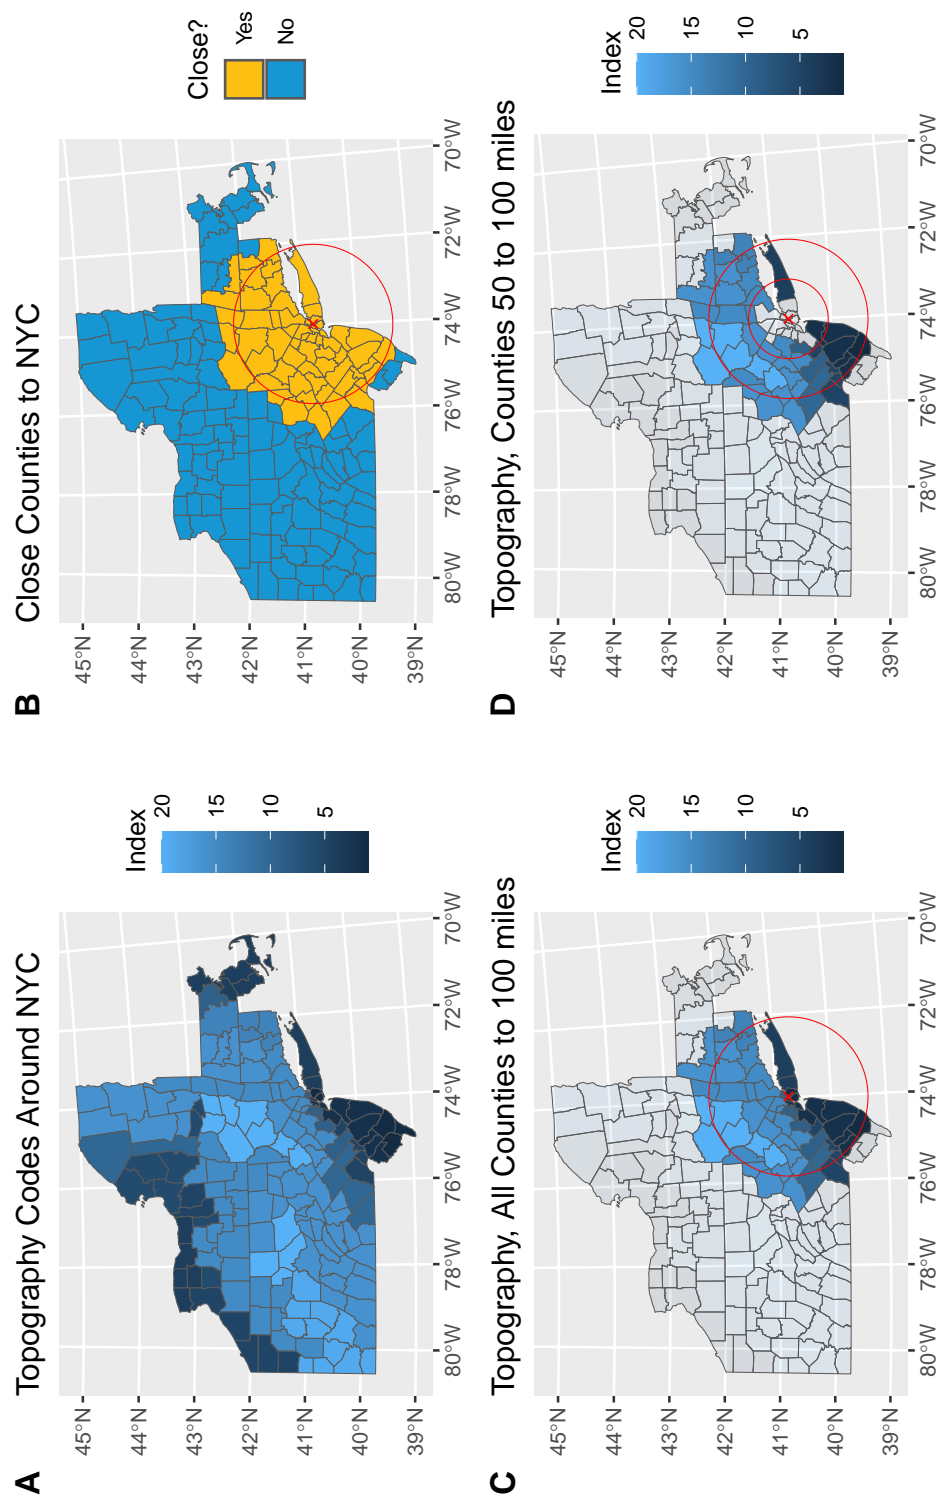 A
Topography Codes Around NYC
45°N
44°N
43°N
42°N
41°N
40°N
39°N
80°W
78°W
76°W
74°W
72°W
70°W
Index
20
15
10
5
B
Close Counties to NYC
45°N
44°N
43°N
42°N
41°N
40°N
39°N
80°W
78°W
76°W
74°W
72°W
70°W
Close?
Yes
No
C
Topography, All Counties to 100 miles
45°N
44°N
43°N
42°N
41°N
40°N
39°N
80°W
78°W
76°W
74°W
72°W
70°W
Index
20
15
10
5
D
Topography, Counties 50 to 100 miles
45°N
44°N
43°N
42°N
41°N
40°N
39°N
80°W
78°W
76°W
74°W
72°W
70°W
Index
20
15
10
5